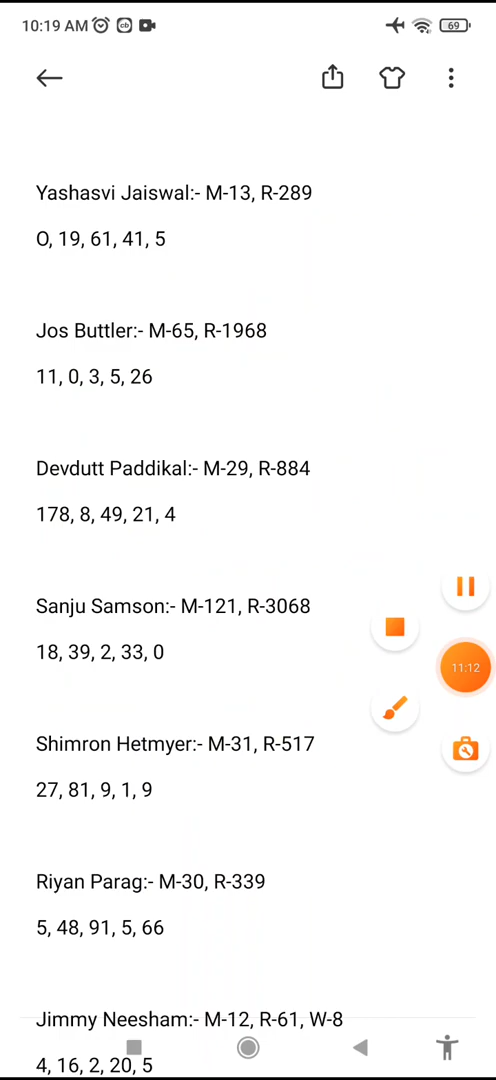 10:19 AM
69
Yashasvi Jaiswal:- M-13, R-289
O, 19, 61, 41, 5
Jos Buttler:- M-65, R-1968
11, 0, 3, 5, 26
Devdutt Paddikal:- M-29, R-884
178, 8, 49, 21, 4
Sanju Samson:- M-121, R-3068
18, 39, 2, 33, 0
Shimron Hetmyer:- M-31, R-517
27, 81, 9, 1, 9
11:12
Riyan Parag:- M-30, R-339
5, 48, 91, 5, 66
Jimmy Neesham:- M-12, R-61, W-8
4, 16, 2, 20, 5